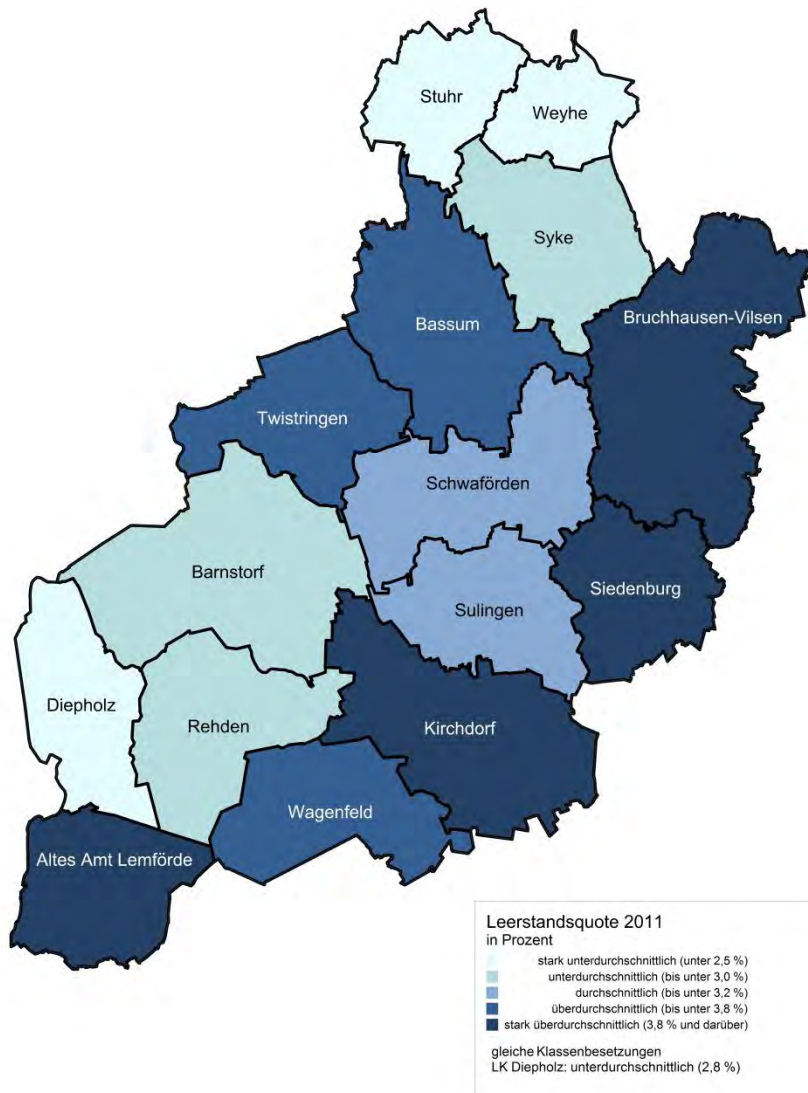 Stuhr
Weyhe
Syke
Bassum
Bruchhausen-Vilsen
Twistringen
Schwaförden
Barnstorf
Siedenburg
Sulingen
Diepholz
Rehden
Kirchdorf
Wagenfeld
Altes Amt Lemförde
Leerstandsquote 2011
in Prozent
stark unterdurchschnittlich (unter 2,5 %)
unterdurchschnittlich (bis unter 3,0 %)
durchschnittlich (bis unter 3,2 %)
überdurchschnittlich (bis unter 3,8 %)
stark überdurchschnittlich (3,8 % und darüber)
gleiche Klassenbesetzungen
LK Diepholz: unterdurchschnittlich (2,8 %)